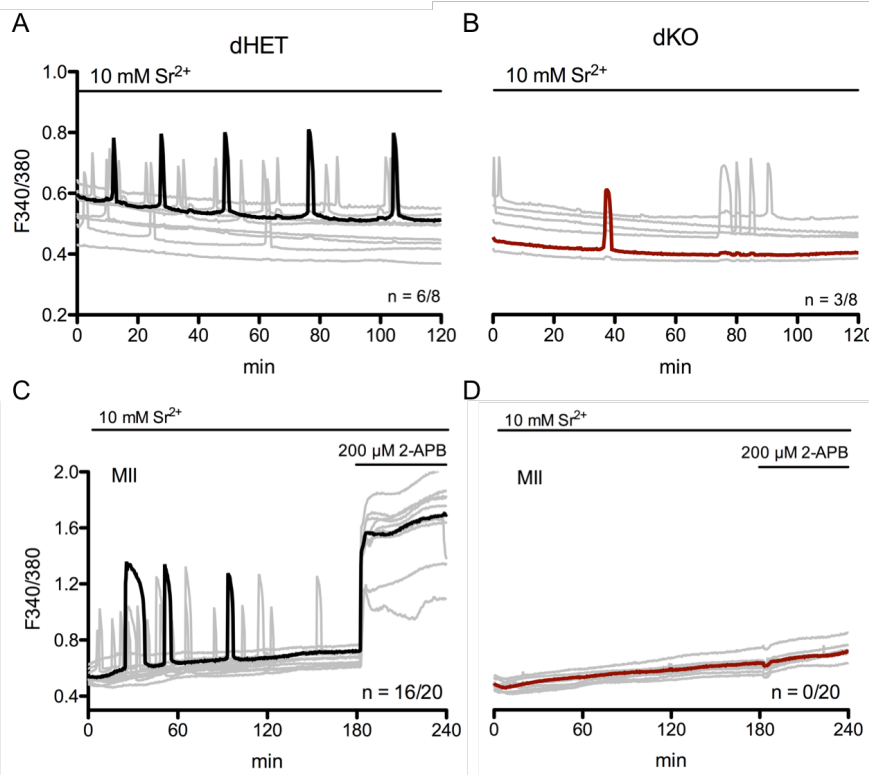 A
dHET
10 mM Sr²⁺
1.0
0.8
0.6
0.4
0.2
F340/380
n = 6/8
0 20 40 60 80 100 120
min
B
dKO
10 mM Sr²⁺
n = 3/8
0 20 40 60 80 100 120
min
C
10 mM Sr²⁺
200 µM 2-APB
MII
2.0
1.6
1.2
0.8
0.4
F340/380
n = 16/20
0 60 120 180 240
min
D
10 mM Sr²⁺
200 µM 2-APB
MII
n = 0/20
0 60 120 180 240
min